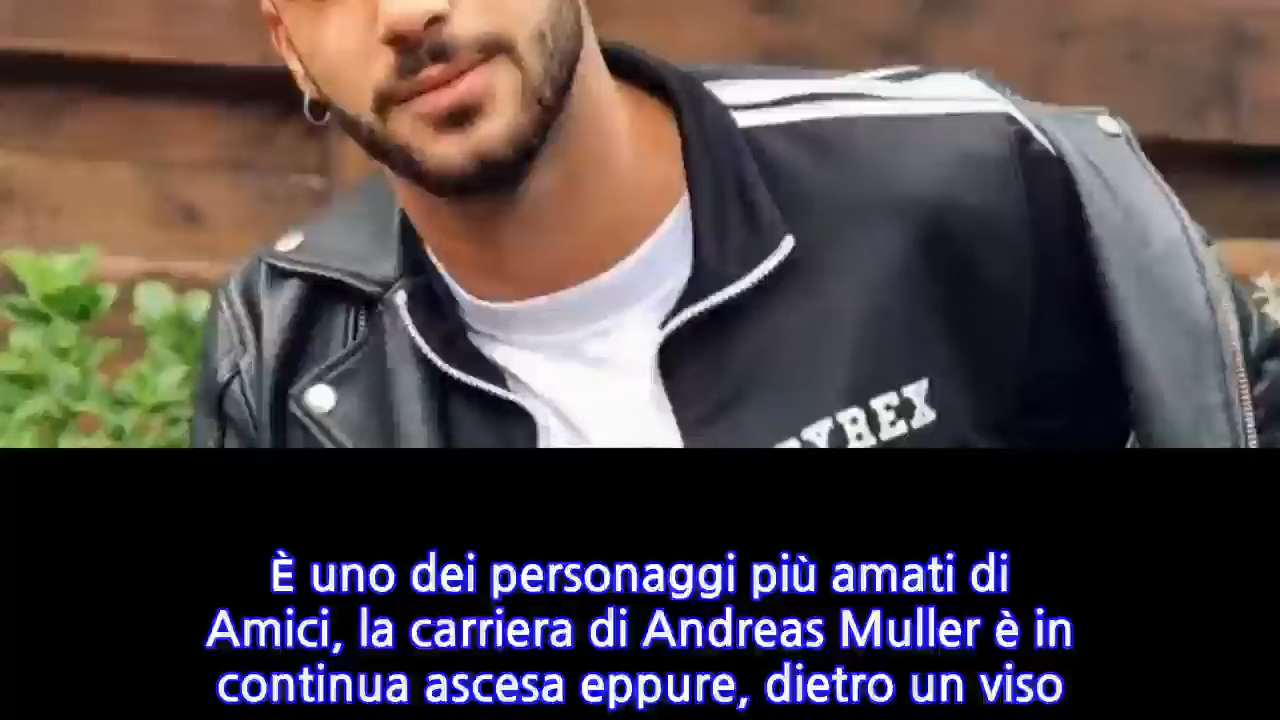 PYREX
È uno dei personaggi più amati di
Amici, la carriera di Andreas Muller è in
continua ascesa eppure, dietro un viso